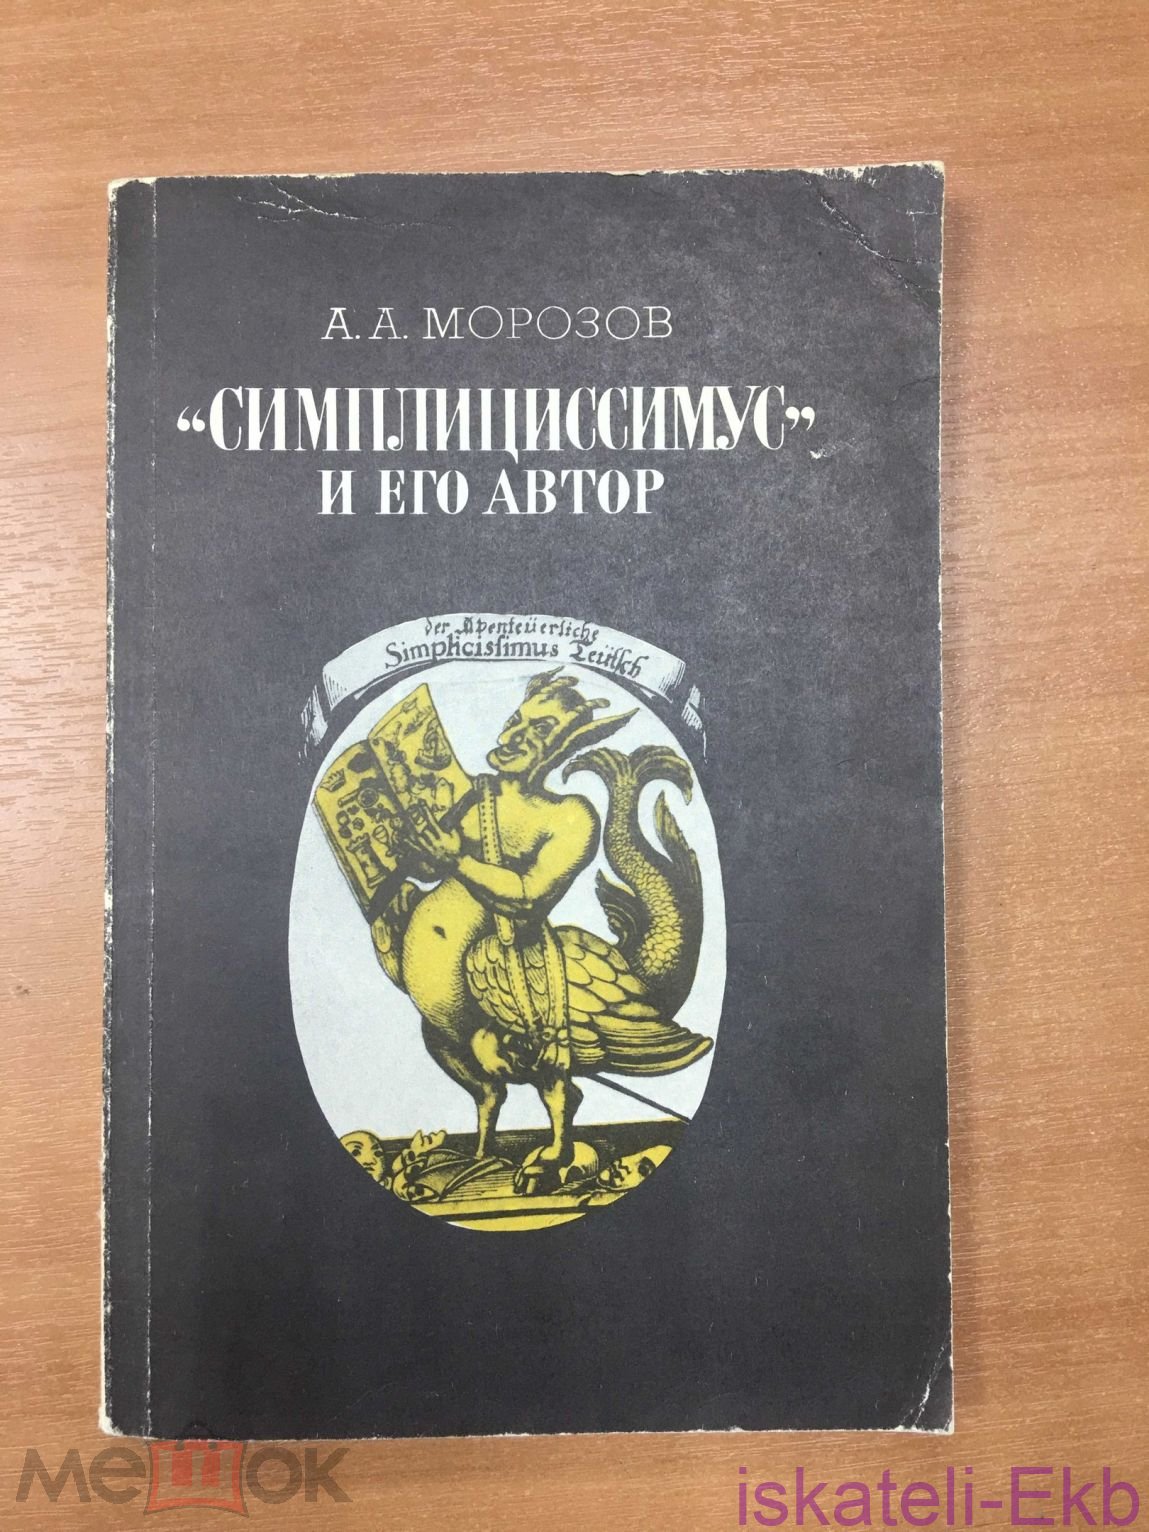 А. А. МОРОЗОВ
“СИМПЛИЦИССИМУС”
И ЕГО АВТОР
der Abenteüerliche
Simplicissimus Teütsch
мешок
iskateli-Ekb